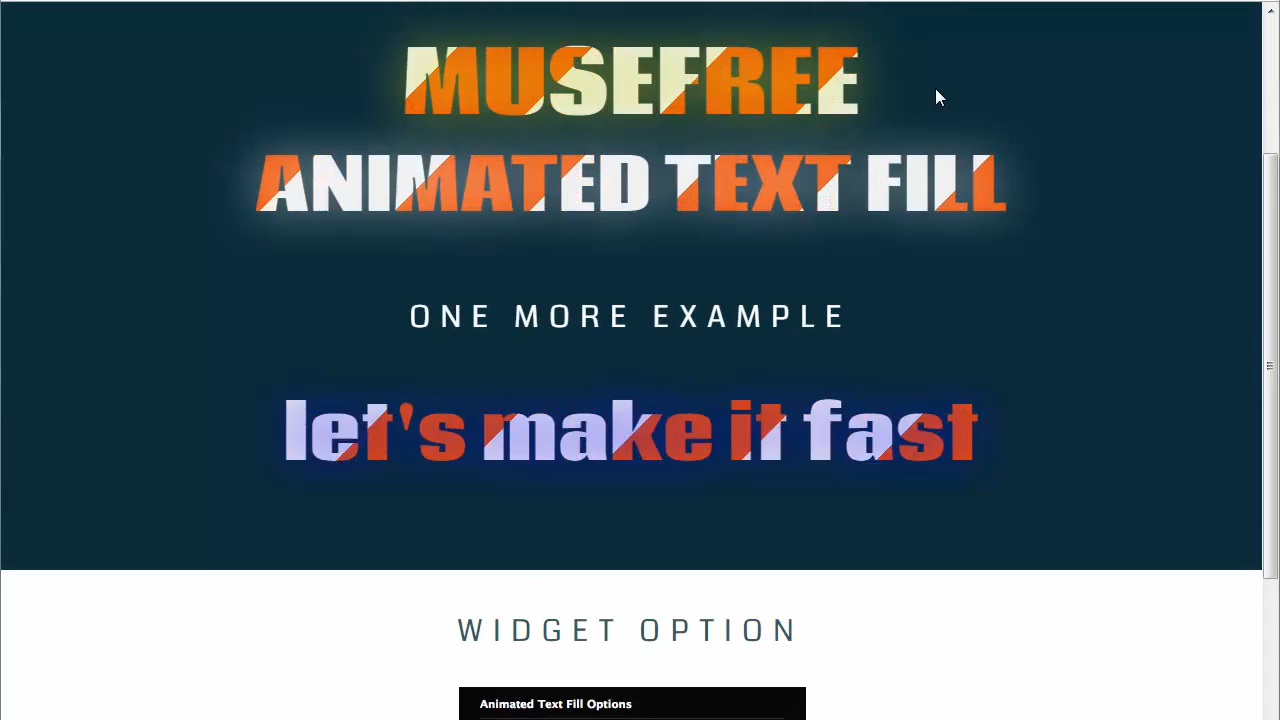 MUSEFREE
ANIMATED TEXT FILL
ONE MORE EXAMPLE
let's make it fast
WIDGET OPTION
Animated Text Fill Options